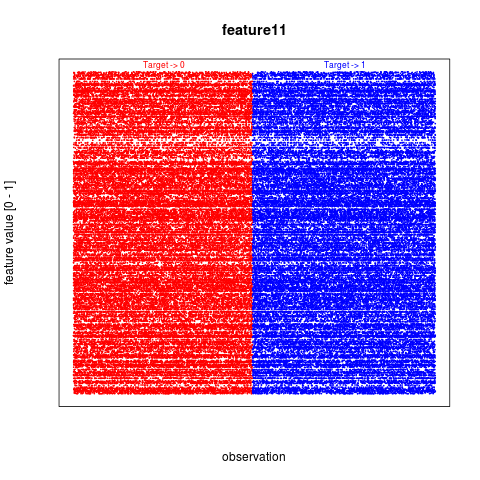 feature11
Target -> 0
Target -> 1
feature value [0 - 1]
observation